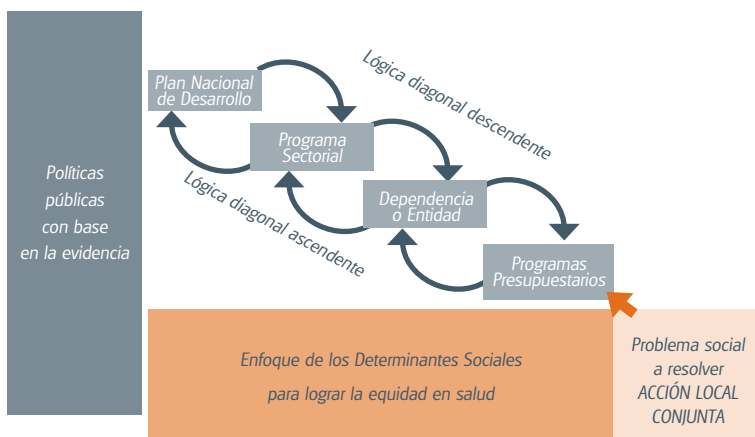 Políticas
públicas
con base
en la evidencia
Plan Nacional
de Desarrollo
Lógica diagonal descendente
Programa
Sectorial
Lógica diagonal ascendente
Dependencia
o Entidad
Programas
Presupuestarios
Enfoque de los Determinantes Sociales
para lograr la equidad en salud
Problema social
a resolver
ACCIÓN LOCAL
CONJUNTA